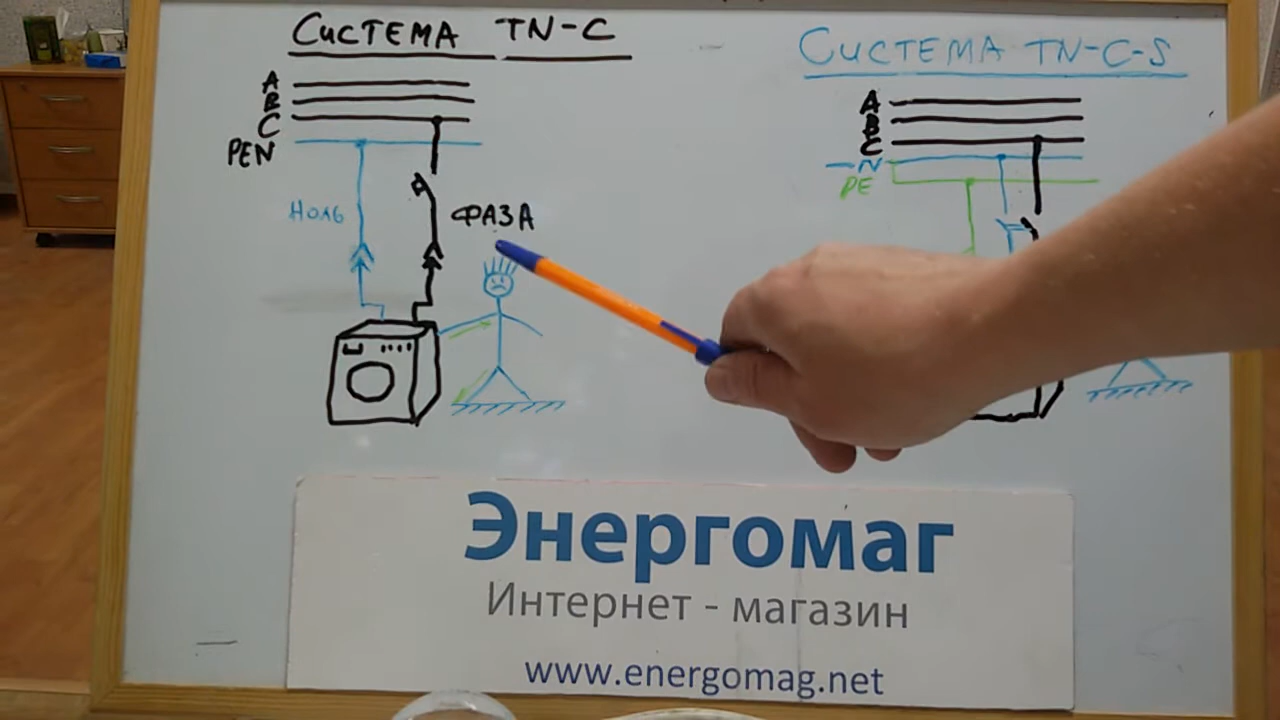 Система TN-C
A
B
C
PEN
Ноль
Фаза
Система TN-C-S
A
B
C
N
PE
Энергомаг
Интернет - магазин
www.energomag.net